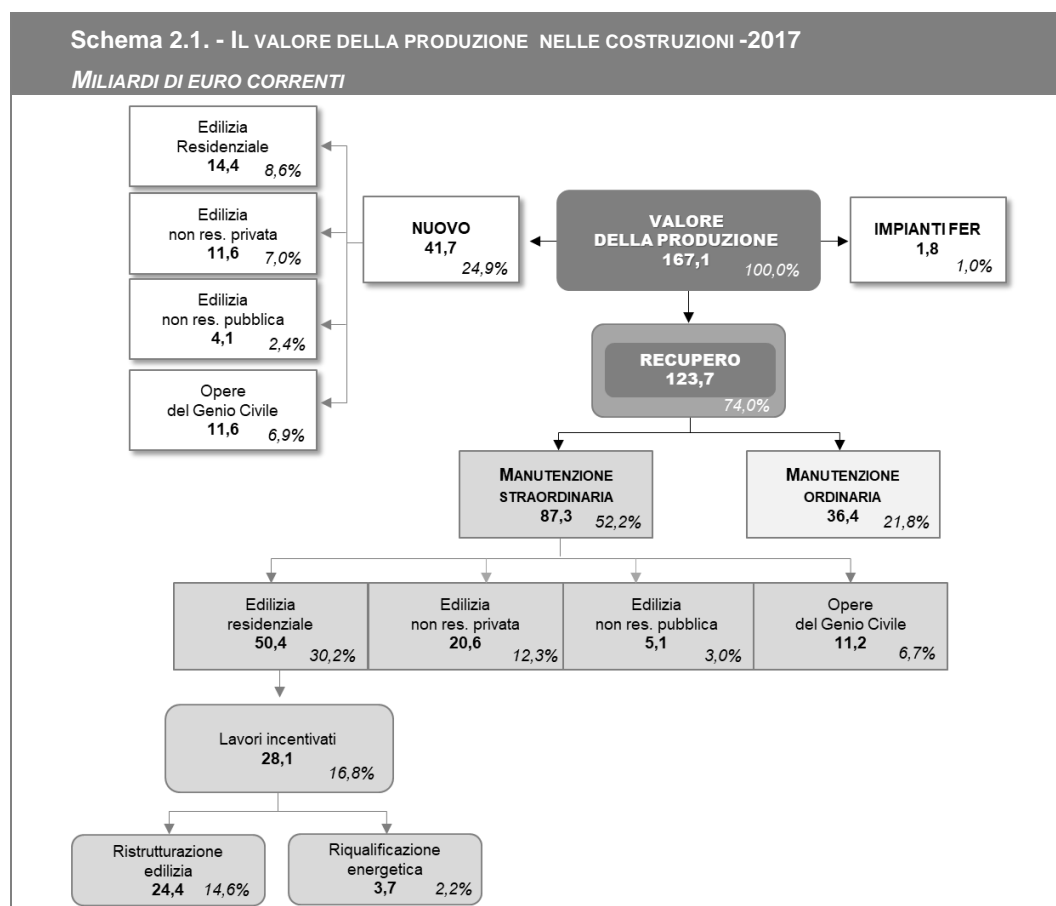 Schema 2.1. - IL VALORE DELLA PRODUZIONE NELLE COSTRUZIONI -2017
MILIARDI DI EURO CORRENTI
Edilizia
Residenziale
14,4 8,6%
Edilizia
non res. privata
11,6 7,0%
Edilizia
non res. pubblica
4,1 2,4%
Opere
del Genio Civile
11,6 6,9%
NUOVO
41,7
24,9%
VALORE
DELLA PRODUZIONE
167,1 100,0%
IMPIANTI FER
1,8
1,0%
RECUPERO
123,7
74,0%
MANUTENZIONE
STRAORDINARIA
87,3 52,2%
MANUTENZIONE
ORDINARIA
36,4 21,8%
Edilizia
residenziale
50,4
30,2%
Edilizia
non res. privata
20,6
12,3%
Edilizia
non res. pubblica
5,1
3,0%
Opere
del Genio Civile
11,2
6,7%
Lavori incentivati
28,1
16,8%
Ristrutturazione
edilizia
24,4 14,6%
Riqualificazione
energetica
3,7 2,2%